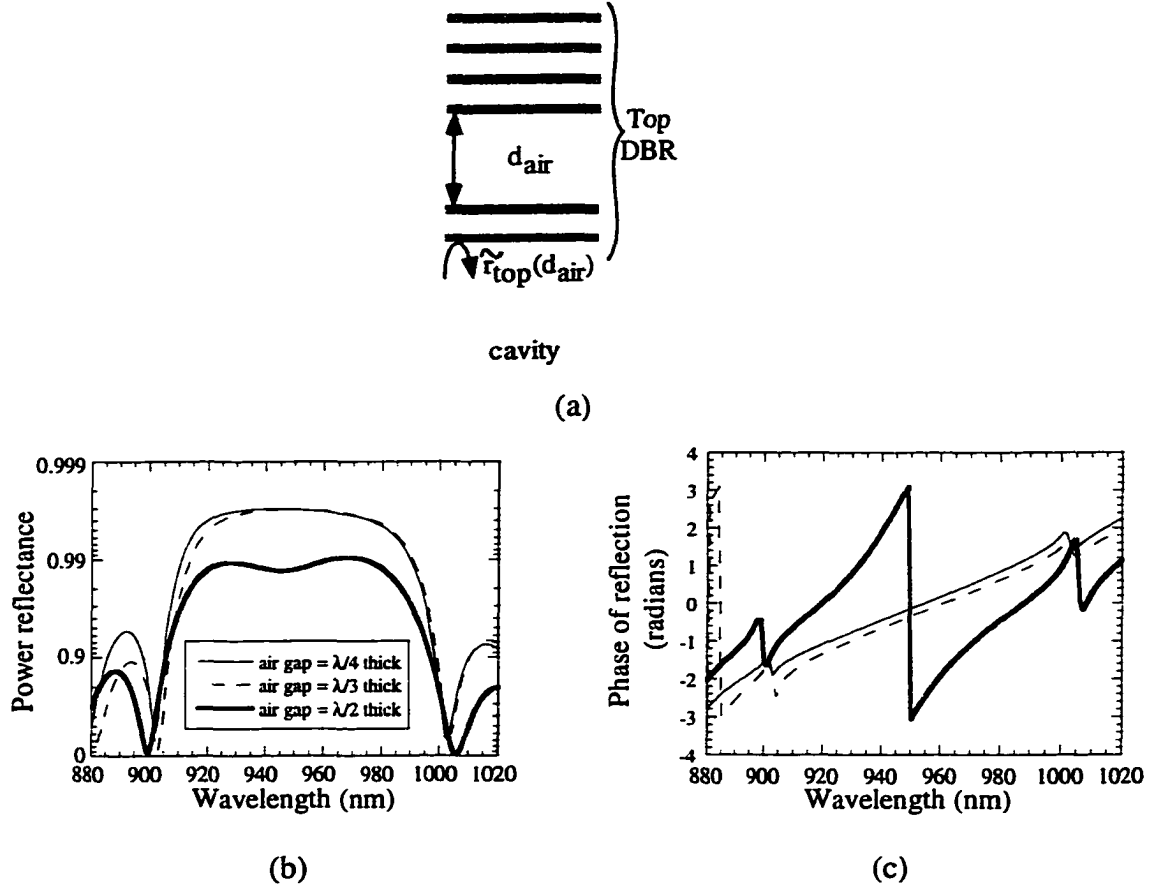 Top
DBR
d_air
r̃_top(d_air)
cavity
(a)
0.999
0.99
0.9
0
880 900 920 940 960 980 1000 1020
Power reflectance
Wavelength (nm)
air gap = λ/4 thick
air gap = λ/3 thick
air gap = λ/2 thick
(b)
4
3
2
1
0
-1
-2
-3
-4
880 900 920 940 960 980 1000 1020
Phase of reflection
(radians)
Wavelength (nm)
(c)